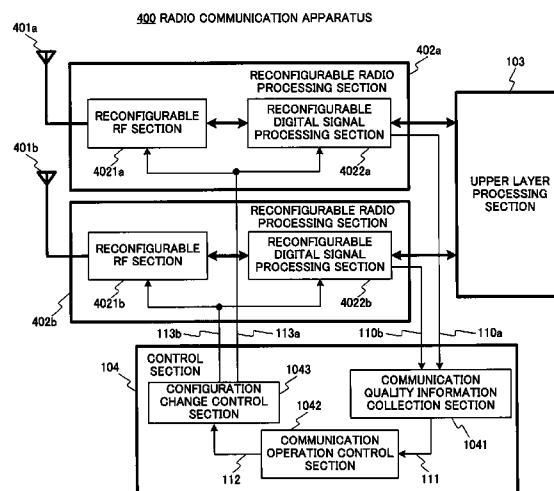 400 RADIO COMMUNICATION APPARATUS
401a
402a
103
RECONFIGURABLE RADIO
PROCESSING SECTION
RECONFIGURABLE
RF SECTION
RECONFIGURABLE
DIGITAL SIGNAL
PROCESSING SECTION
4021a
4022a
401b
UPPER LAYER
PROCESSING
SECTION
RECONFIGURABLE RADIO
PROCESSING SECTION
RECONFIGURABLE
RF SECTION
RECONFIGURABLE
DIGITAL SIGNAL
PROCESSING SECTION
4021b
4022b
402b
113b
113a
110b
110a
104
CONTROL
SECTION
1043
CONFIGURATION
CHANGE CONTROL
SECTION
COMMUNICATION
QUALITY INFORMATION
COLLECTION SECTION
1042
1041
COMMUNICATION
OPERATION CONTROL
SECTION
112
111